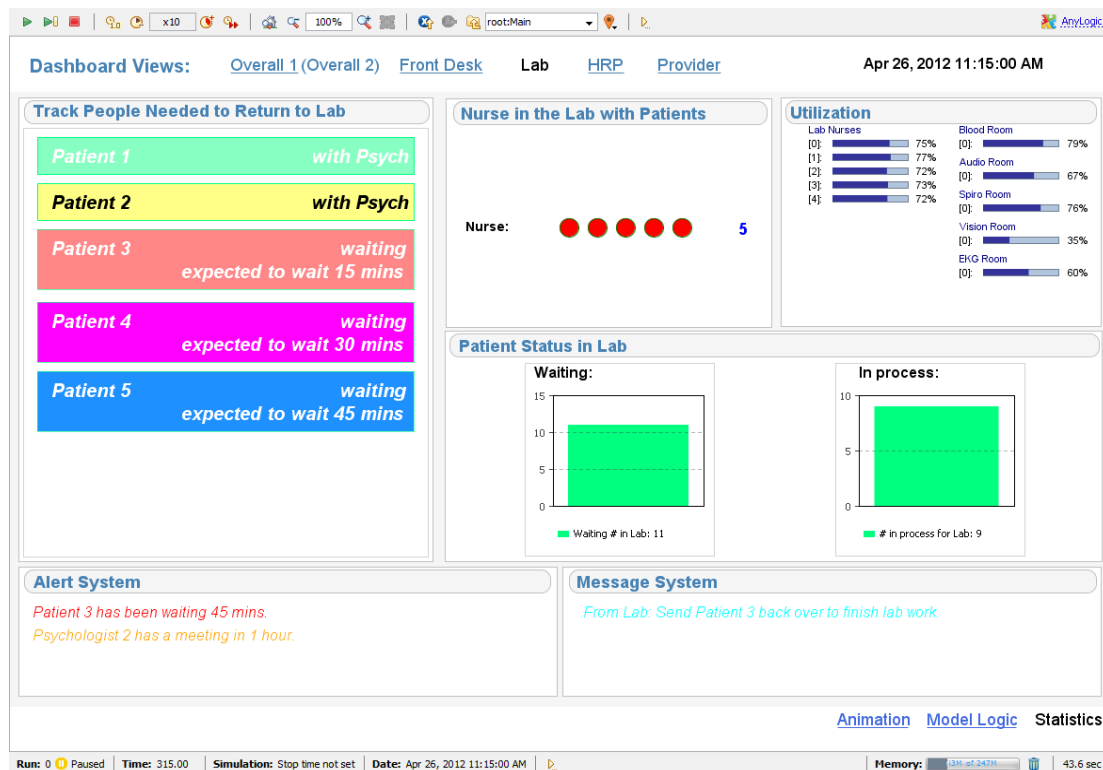 x10 100% root:Main AnyLogic
Dashboard Views: Overall 1 (Overall 2) Front Desk Lab HRP Provider Apr 26, 2012 11:15:00 AM
Track People Needed to Return to Lab
Patient 1 with Psych
Patient 2 with Psych
Patient 3 waiting
expected to wait 15 mins
Patient 4 waiting
expected to wait 30 mins
Patient 5 waiting
expected to wait 45 mins
Nurse in the Lab with Patients
Nurse: 5
Utilization
Lab Nurses
[0]: 75%
[1]: 77%
[2]: 72%
[3]: 73%
[4]: 72%
Blood Room
[0]: 79%
Audio Room
[0]: 67%
Spiro Room
[0]: 76%
Vision Room
[0]: 35%
EKG Room
[0]: 60%
Patient Status in Lab
Waiting:
15
10
5
0
Waiting # in Lab: 11
In process:
10
5
0
# in process for Lab: 9
Alert System
Patient 3 has been waiting 45 mins.
Psychologist 2 has a meeting in 1 hour.
Message System
From Lab: Send Patient 3 back over to finish lab work.
Animation Model Logic Statistics
Run: 0 Paused Time: 315.00 Simulation: Stop time not set Date: Apr 26, 2012 11:15:00 AM Memory: of 247M 43.6 sec